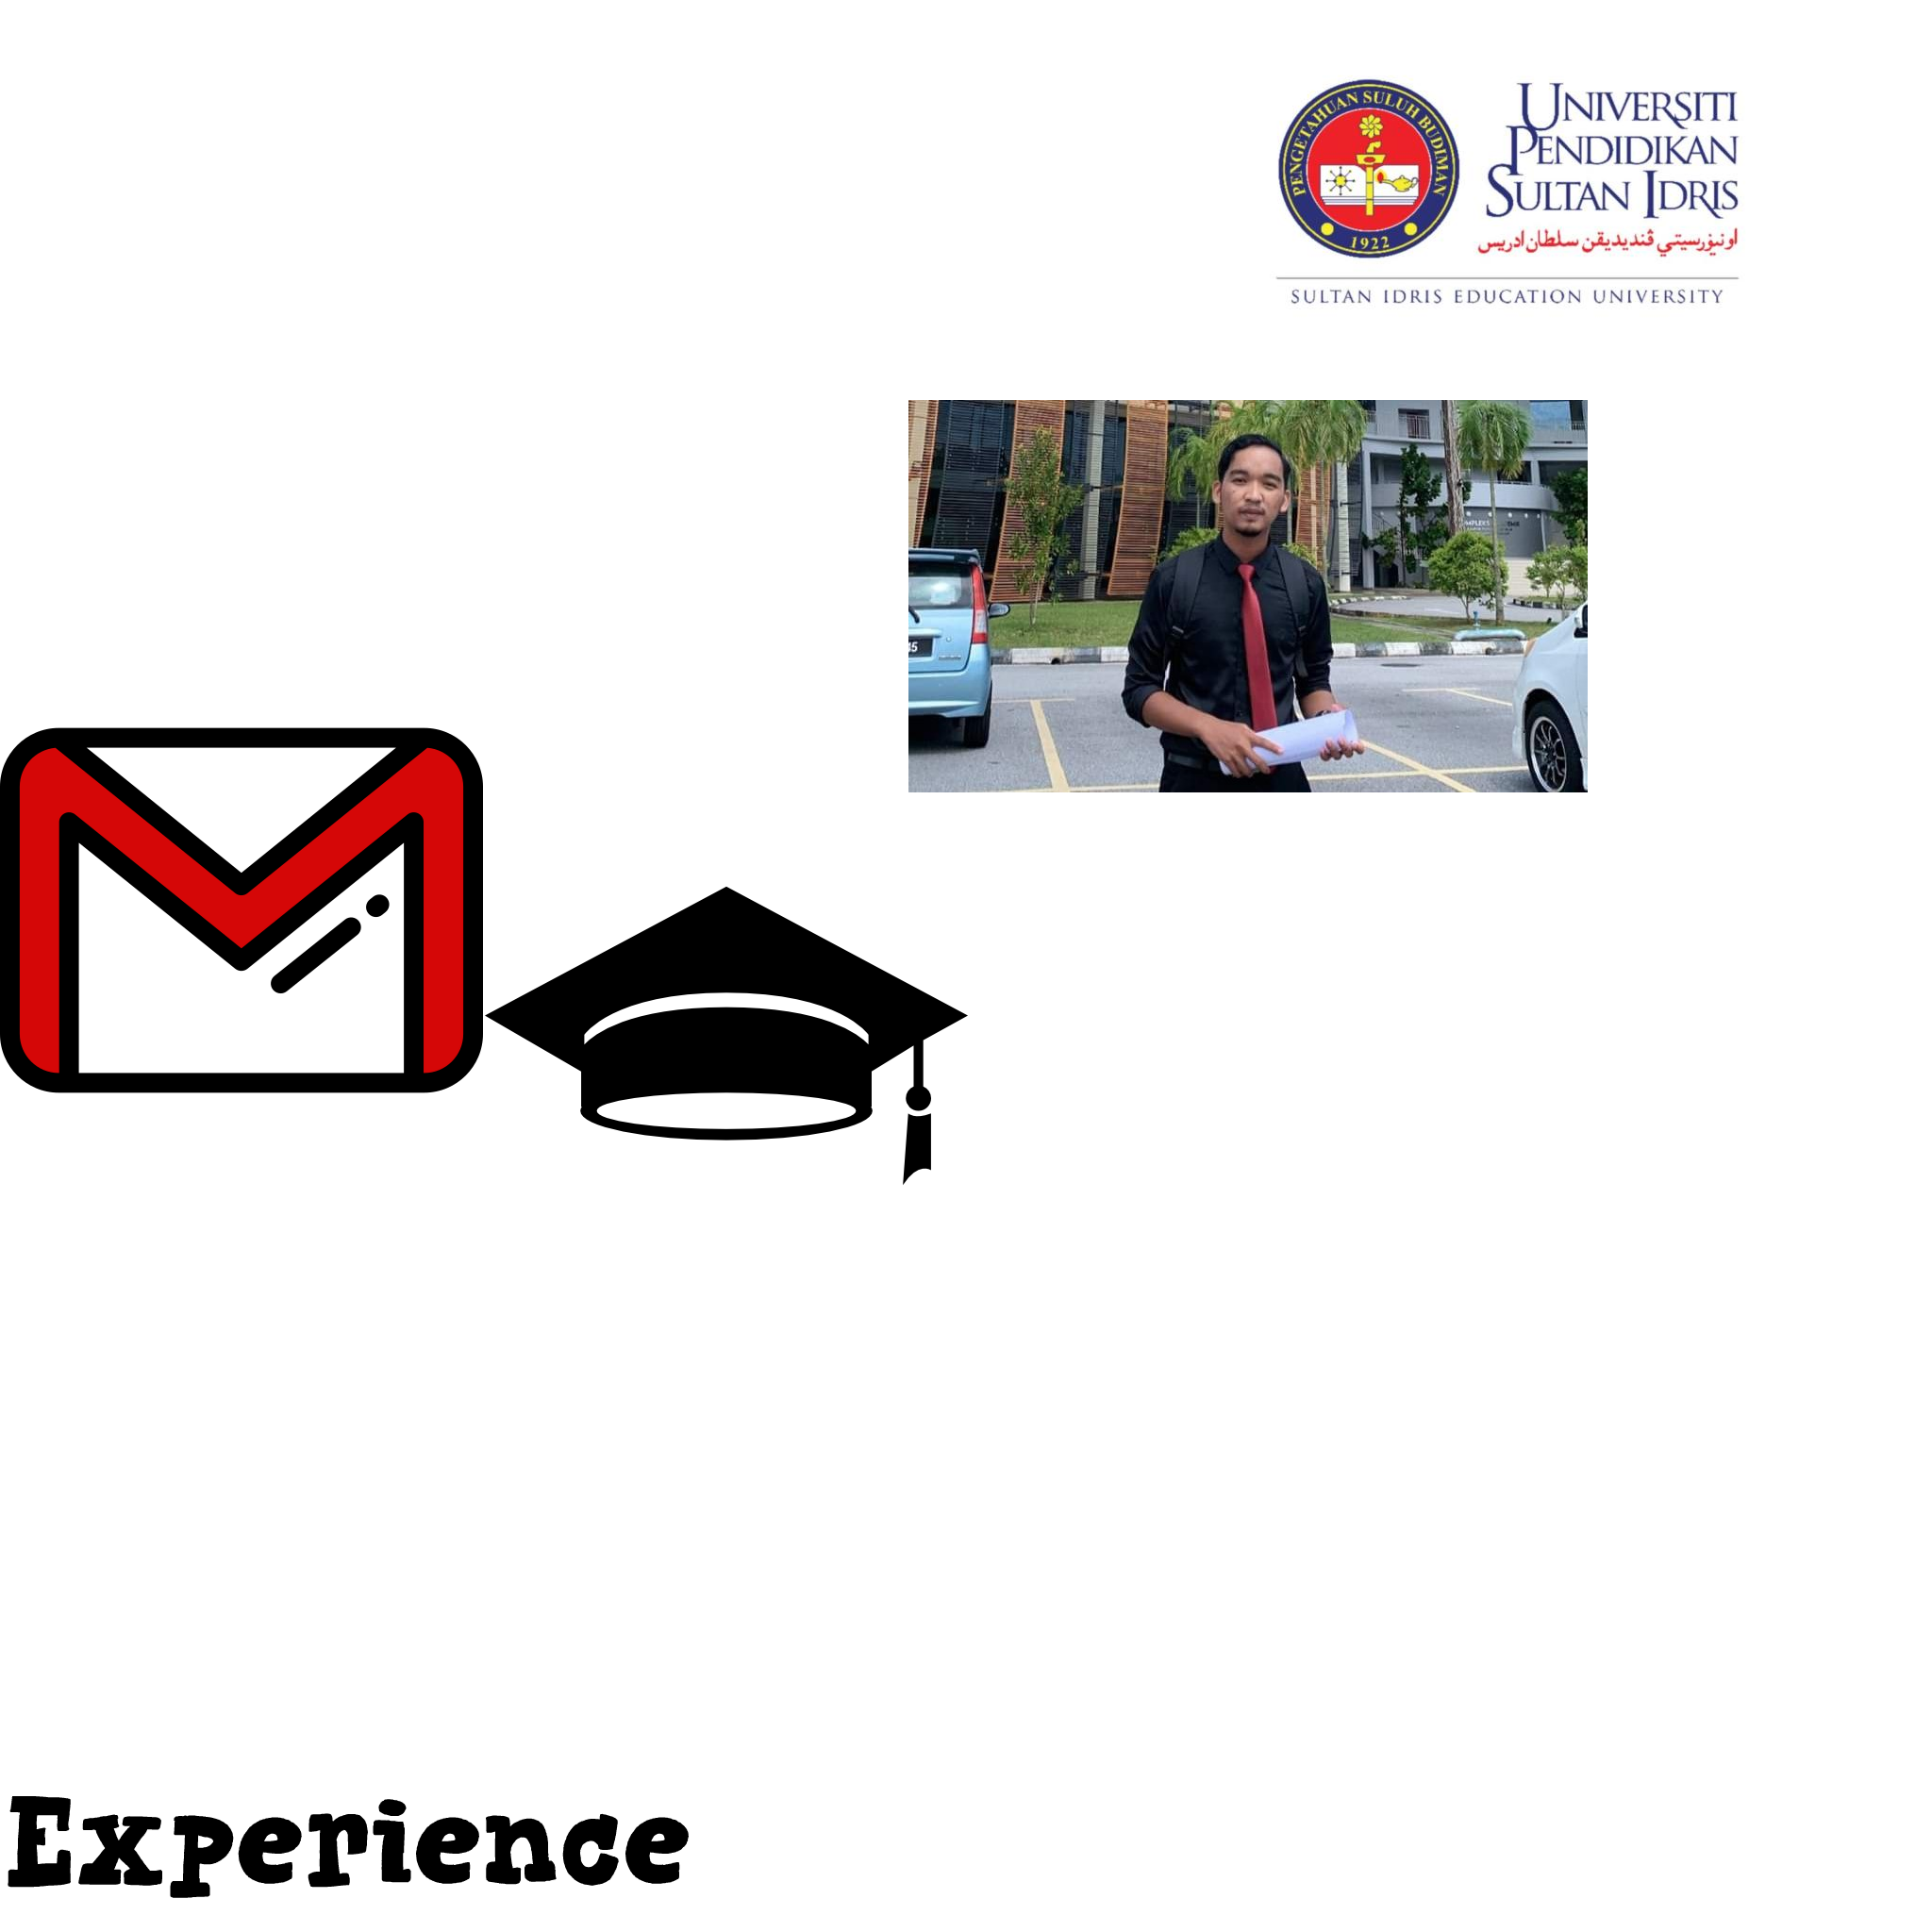 PENGETAHUAN SULUH BUDIMAN
1922
UNIVERSITI
PENDIDIKAN
SULTAN IDRIS
اونيۏرسيتي ڤنديديقن سلطان ادريس
SULTAN IDRIS EDUCATION UNIVERSITY
Experience